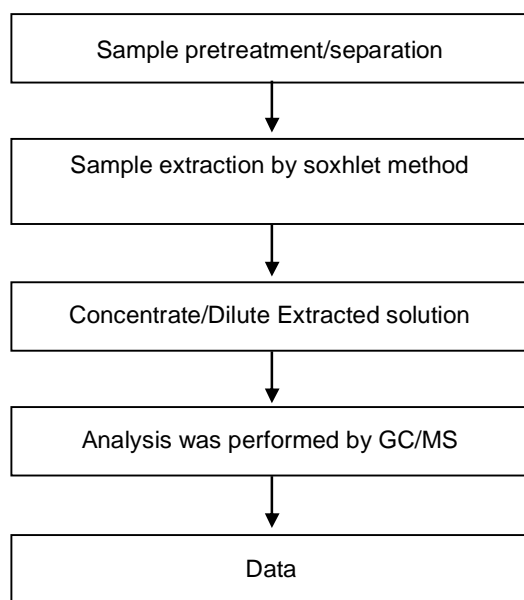 Sample pretreatment/separation
Sample extraction by soxhlet method
Concentrate/Dilute Extracted solution
Analysis was performed by GC/MS
Data